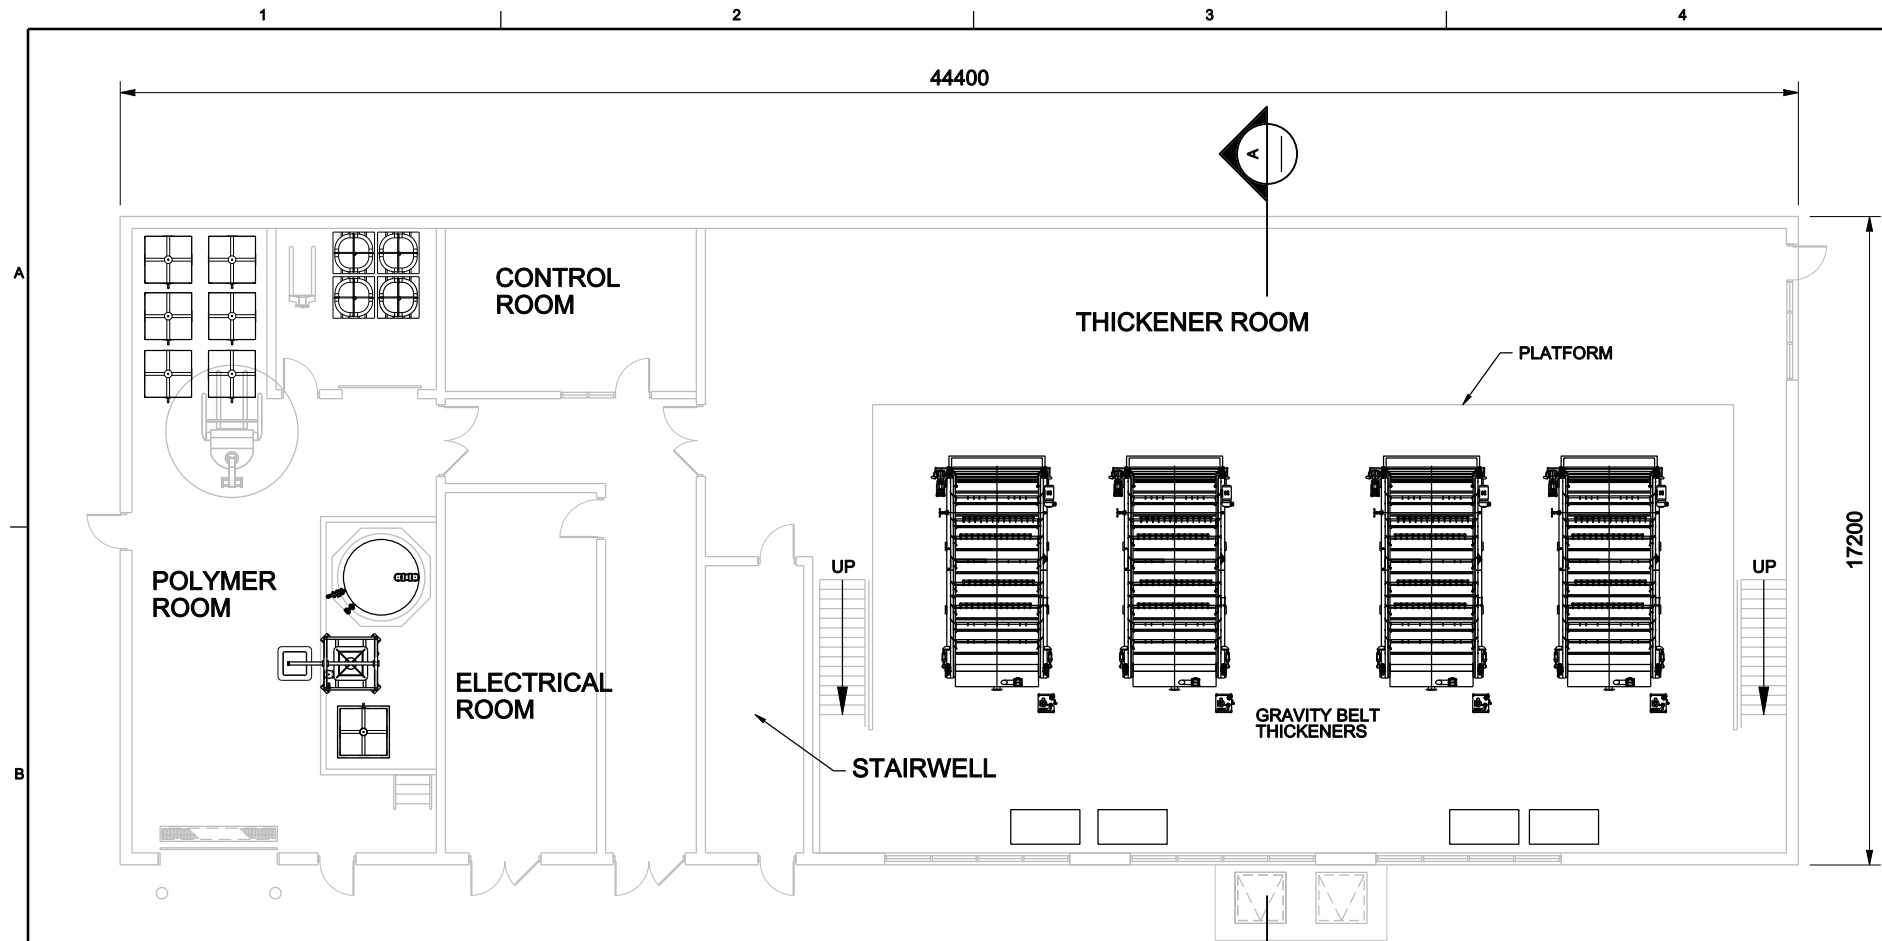 1
2
3
4
44400
A
A
CONTROL
ROOM
THICKENER ROOM
PLATFORM
17200
UP
UP
POLYMER
ROOM
ELECTRICAL
ROOM
GRAVITY BELT
THICKENERS
STAIRWELL
B